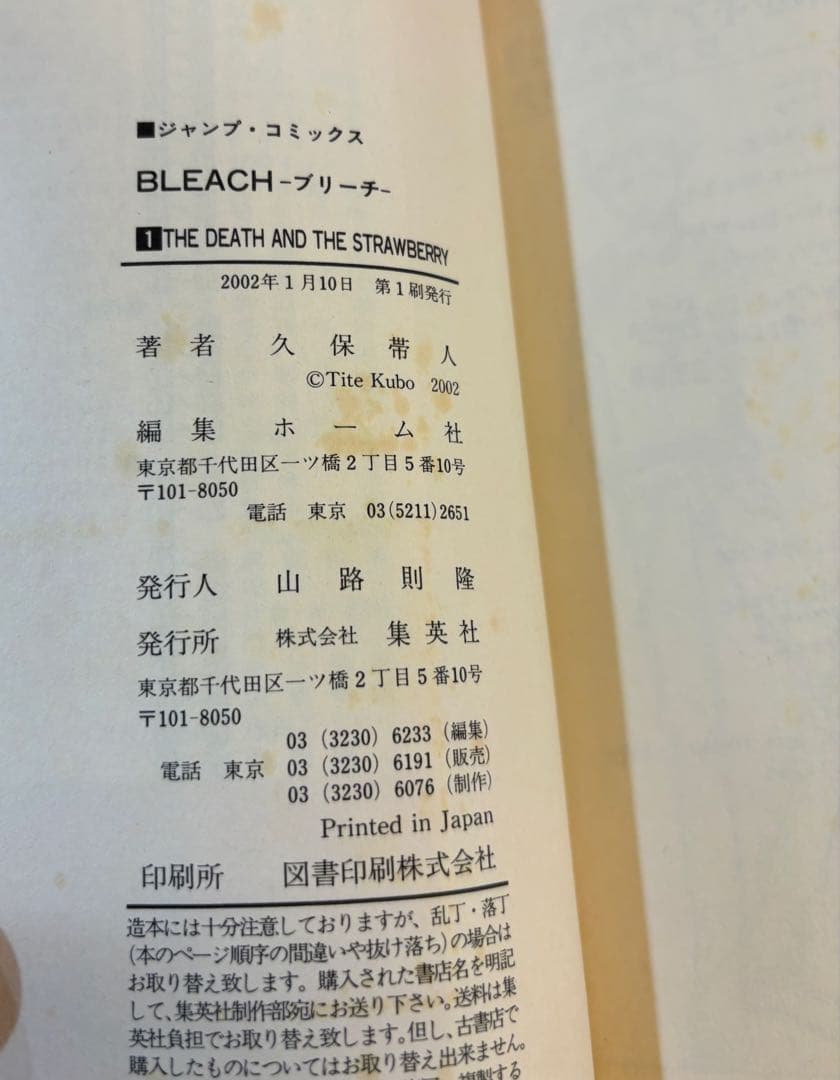 ■ジャンプ・コミックス
BLEACH -ブリーチ-
1 THE DEATH AND THE STRAWBERRY
2002年1月10日 第1刷発行
著者 久保帯人
©Tite Kubo 2002
編集 ホーム社
東京都千代田区一ツ橋2丁目5番10号
〒101-8050
電話 東京 03(5211)2651
発行人 山路則隆
発行所 株式会社 集英社
東京都千代田区一ツ橋2丁目5番10号
〒101-8050
03 (3230) 6233 (編集)
電話 東京 03 (3230) 6191 (販売)
03 (3230) 6076 (制作)
Printed in Japan
印刷所 図書印刷株式会社
造本には十分注意しておりますが、乱丁・落丁
(本のページ順序の間違いや抜け落ち)の場合は
お取り替え致します。購入された書店名を明記
して、集英社制作部宛にお送り下さい。送料は集
英社負担でお取り替え致します。但し、古書店で
購入したものについてはお取り替え出来ません。
複製する